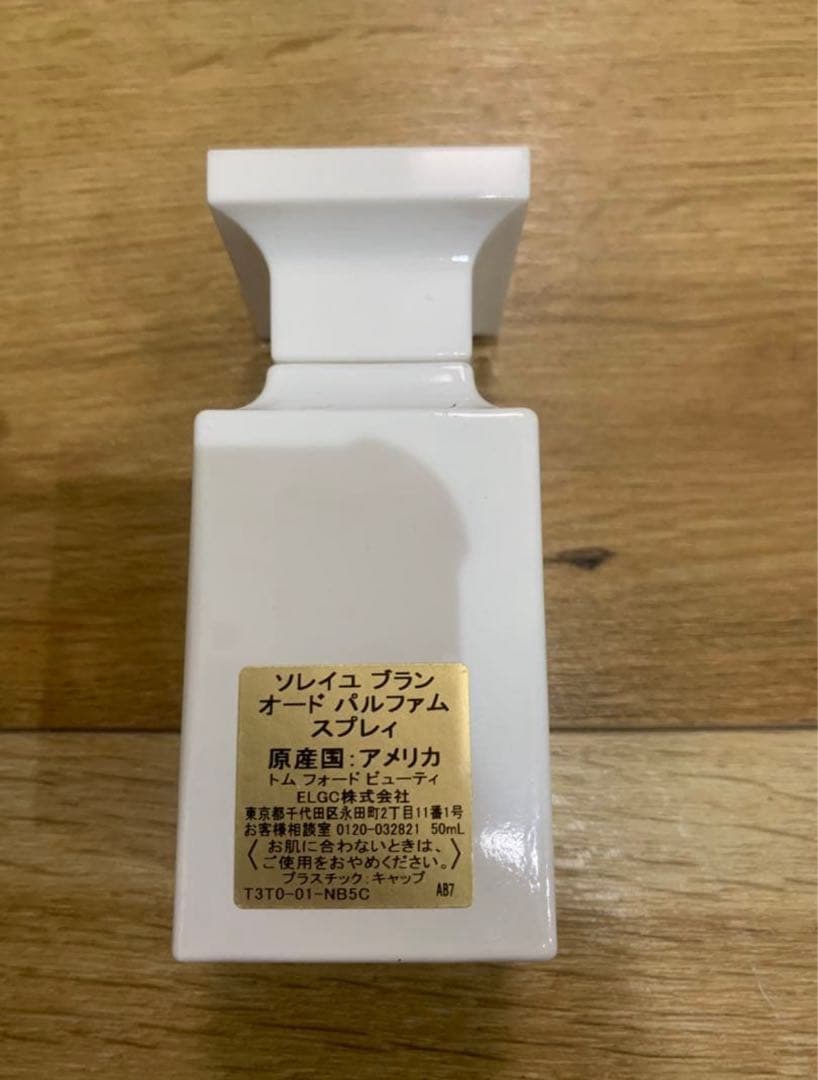 ソレイユ ブラン
オード パルファム
スプレィ
原産国：アメリカ
トム フォード ビューティ
ELGC株式会社
東京都千代田区永田町2丁目11番1号
お客様相談室 0120-032821 50mL
〈お肌に合わないときは、
ご使用をおやめください。〉
プラスチック：キャップ
T3T0-01-NB5C AB7